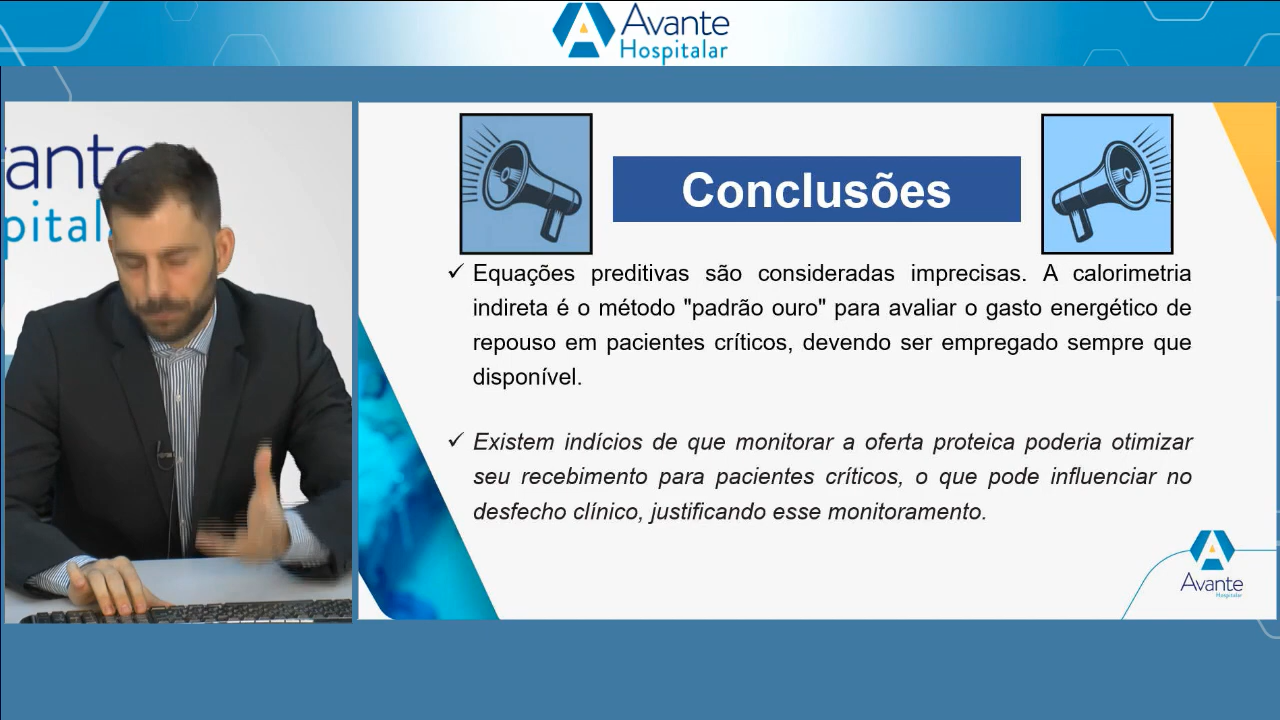 Avante
Hospitalar
vante
pital
Conclusões
✓ Equações preditivas são consideradas imprecisas. A calorimetria
indireta é o método "padrão ouro" para avaliar o gasto energético de
repouso em pacientes críticos, devendo ser empregado sempre que
disponível.
✓ Existem indícios de que monitorar a oferta proteica poderia otimizar
seu recebimento para pacientes críticos, o que pode influenciar no
desfecho clínico, justificando esse monitoramento.
Avante
Hospitalar